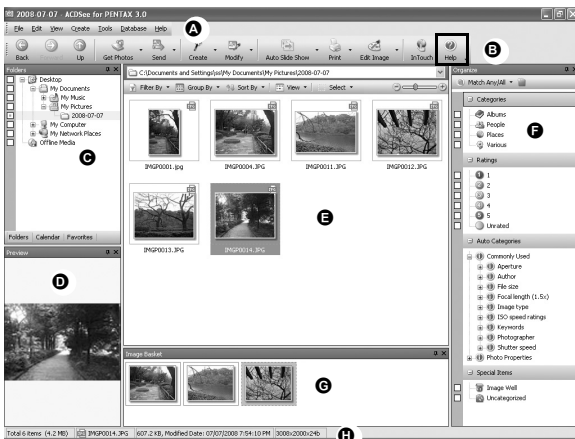 2008-07-07 - ACDSee for PENTAX 3.0
File Edit View Create Tools Database Help
A
Back Forward Up Get Photos Send Create Modify Auto Slide Show Print Edit Image InTouch Help
B
Folders
Desktop
My Documents
My Music
My Pictures
2008-07-07
My Computer
My Network Places
Offline Media
C
Folders Calendar Favorites
Preview
D
C:\Documents and Settings\ss\My Documents\My Pictures\2008-07-07
Filter By Group By Sort By View Select
IMGP0001.jpg IMGP0004.JPG IMGP0011.JPG IMGP0012.JPG
IMGP0013.JPG IMGP0014.JPG
E
Image Basket
G
Organize
Match Any/All
Categories
Albums
People
Places
Various
F
Ratings
1
2
3
4
5
Unrated
Auto Categories
Commonly Used
Aperture
Author
File size
Focal length (1.5x)
Image type
ISO speed ratings
Keywords
Photographer
Shutter speed
Photo Properties
Special Items
Image Well
Uncategorized
Total 6 items (4.2 MB) IMGP0014.JPG 607.2 KB, Modified Date: 07/07/2008 7:54:10 PM 3008x2000x24b
H